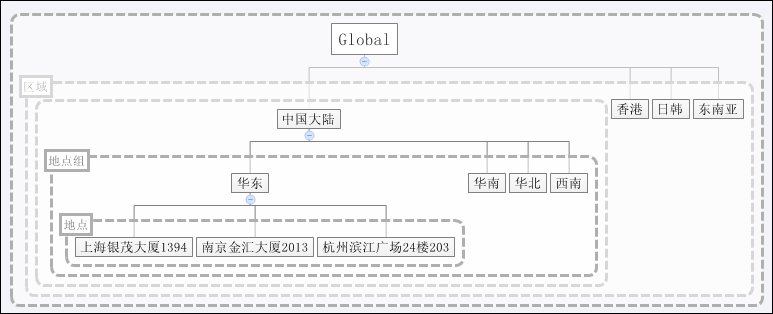 Global
区域
中国大陆
香港
日韩
东南亚
地点组
华东
华南
华北
西南
地点
上海银茂大厦1394
南京金汇大厦2013
杭州滨江广场24楼203